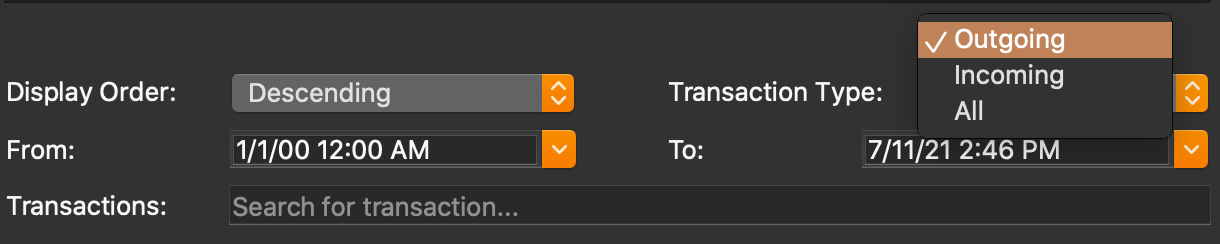 Outgoing
Incoming
All
Display Order: Descending Transaction Type:
From: 1/1/00 12:00 AM To: 7/11/21 2:46 PM
Transactions: Search for transaction...